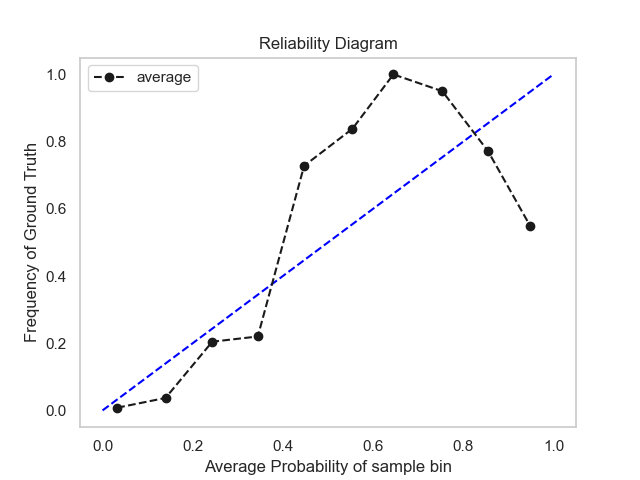 Reliability Diagram
average
1.0
0.8
0.6
0.4
0.2
0.0
Frequency of Ground Truth
0.0 0.2 0.4 0.6 0.8 1.0
Average Probability of sample bin